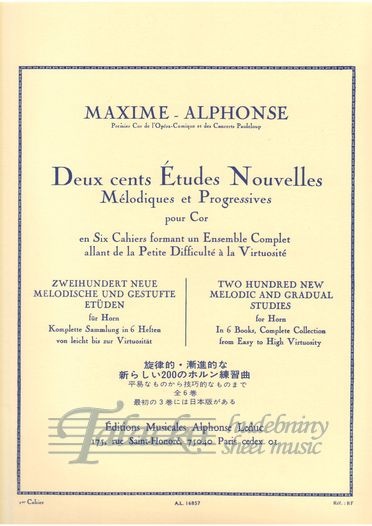 MAXIME - ALPHONSE
Premier Cor de l'Opéra-Comique et des Concerts Pasdeloup
Deux cents Études Nouvelles
Mélodiques et Progressives
pour Cor
en Six Cahiers formant un Ensemble Complet
allant de la Petite Difficulté à la Virtuosité
ZWEIHUNDERT NEUE
MELODISCHE UND GESTUFTE
ETÜDEN
für Horn
Komplette Sammlung in 6 Heften
von leicht bis zur Virtuosität
TWO HUNDRED NEW
MELODIC AND GRADUAL
STUDIES
for Horn
In 6 Books, Complete Collection
from Easy to High Virtuosity
旋律的・漸進的な
新らしい200のホルン練習曲
平易なものから技巧的なものまで
全6巻
最初の3巻には日本版がある
Éditions Musicales Alphonse Leduc
175, rue Saint-Honoré 75040 Paris cedex 01
hudebniny
sheet music
Cahier
A.L. 16857
Réf. : RF